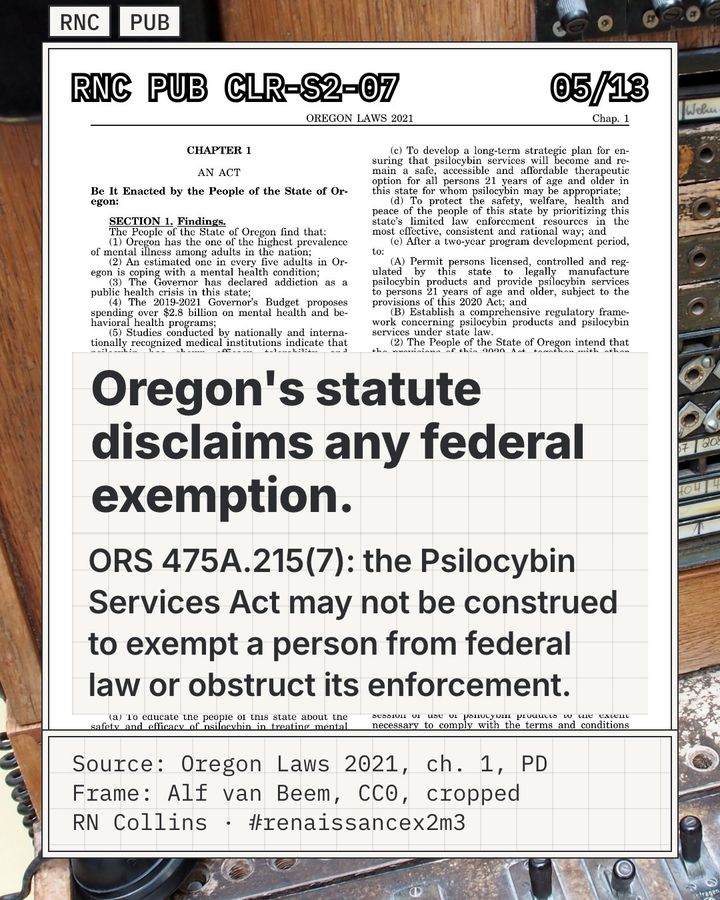 RNC PUB
RNC PUB CLR-S2-07 05/13
OREGON LAWS 2021 Chap. 1
CHAPTER 1
AN ACT
Be It Enacted by the People of the State of Or-
egon:
SECTION 1. Findings.
The People of the State of Oregon find that:
(1) Oregon has the one of the highest prevalence
of mental illness among adults in the nation;
(2) An estimated one in every five adults in Or-
egon is coping with a mental health condition;
(3) The Governor has declared addiction as a
public health crisis in this state;
(4) The 2019-2021 Governor's Budget proposes
spending over $2.8 billion on mental health and be-
havioral health programs;
(5) Studies conducted by nationally and interna-
tionally recognized medical institutions indicate that
(c) To develop a long-term strategic plan for en-
suring that psilocybin services will become and re-
main a safe, accessible and affordable therapeutic
option for all persons 21 years of age and older in
this state for whom psilocybin may be appropriate;
(d) To protect the safety, welfare, health and
peace of the people of this state by prioritizing this
state's limited law enforcement resources in the
most effective, consistent and rational way; and
(e) After a two-year program development period,
to:
(A) Permit persons licensed, controlled and reg-
ulated by this state to legally manufacture
psilocybin products and provide psilocybin services
to persons 21 years of age and older, subject to the
provisions of this 2020 Act; and
(B) Establish a comprehensive regulatory frame-
work concerning psilocybin products and psilocybin
services under state law.
(2) The People of the State of Oregon intend that
Oregon's statute
disclaims any federal
exemption.
ORS 475A.215(7): the Psilocybin
Services Act may not be construed
to exempt a person from federal
law or obstruct its enforcement.
(a) To educate the people of this state about the
safety and efficacy of psilocybin in treating mental
necessary to comply with the terms and conditions
Source: Oregon Laws 2021, ch. 1, PD
Frame: Alf van Beem, CC0, cropped
RN Collins · #renaissancex2m3